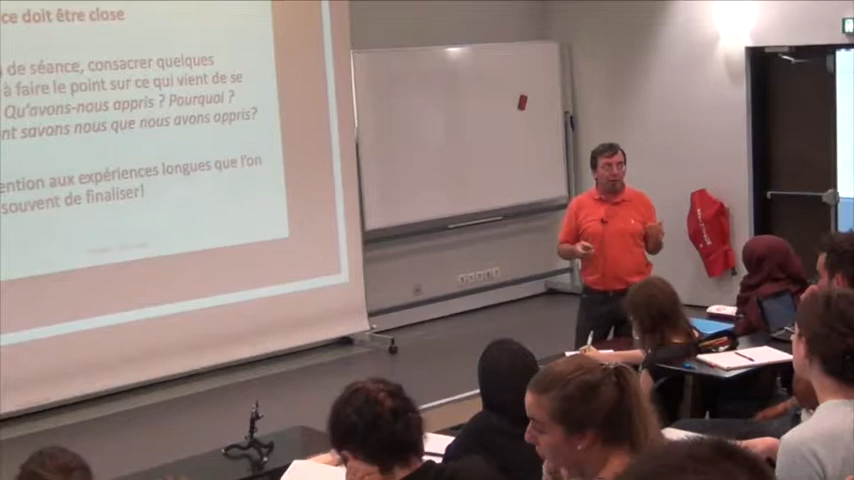 ce doit être close
de séance, consacrer quelques
à faire le point sur ce qui vient de se
Qu'avons-nous appris ? Pourquoi ?
nt savons nous que nous avons appris?
ention aux expériences longues que l'on
souvent de finaliser)